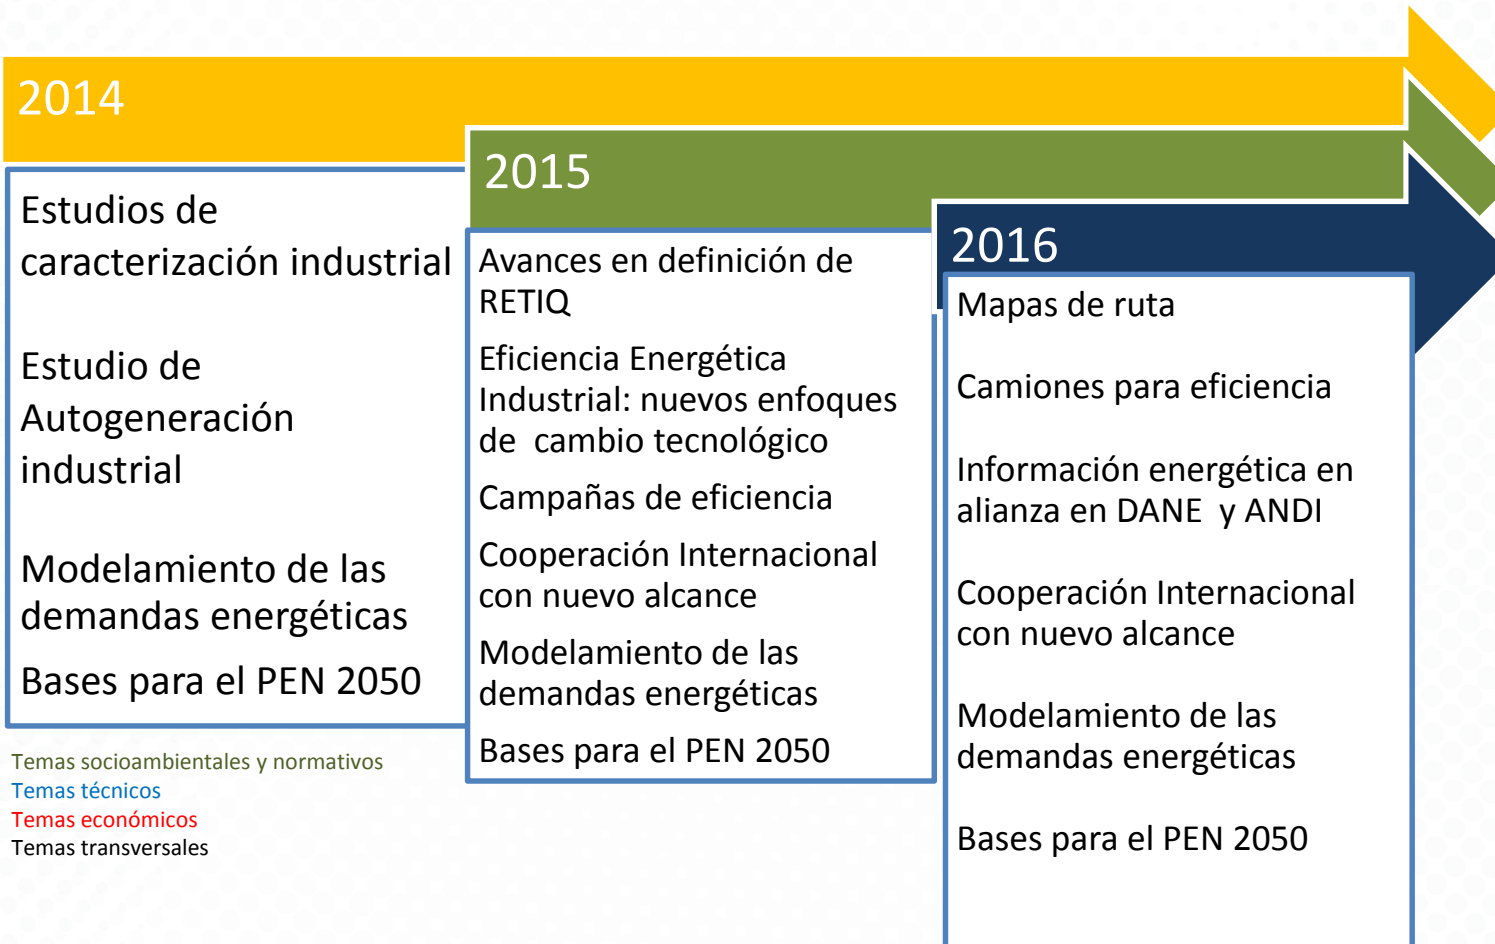 2014
Estudios de
caracterización industrial
Estudio de
Autogeneración
industrial
Modelamiento de las
demandas energéticas
Bases para el PEN 2050
2015
Avances en definición de
RETIQ
Eficiencia Energética
Industrial: nuevos enfoques
de cambio tecnológico
Campañas de eficiencia
Cooperación Internacional
con nuevo alcance
Modelamiento de las
demandas energéticas
Bases para el PEN 2050
2016
Mapas de ruta
Camiones para eficiencia
Información energética en
alianza en DANE y ANDI
Cooperación Internacional
con nuevo alcance
Modelamiento de las
demandas energéticas
Bases para el PEN 2050
Temas socioambientales y normativos
Temas técnicos
Temas económicos
Temas transversales